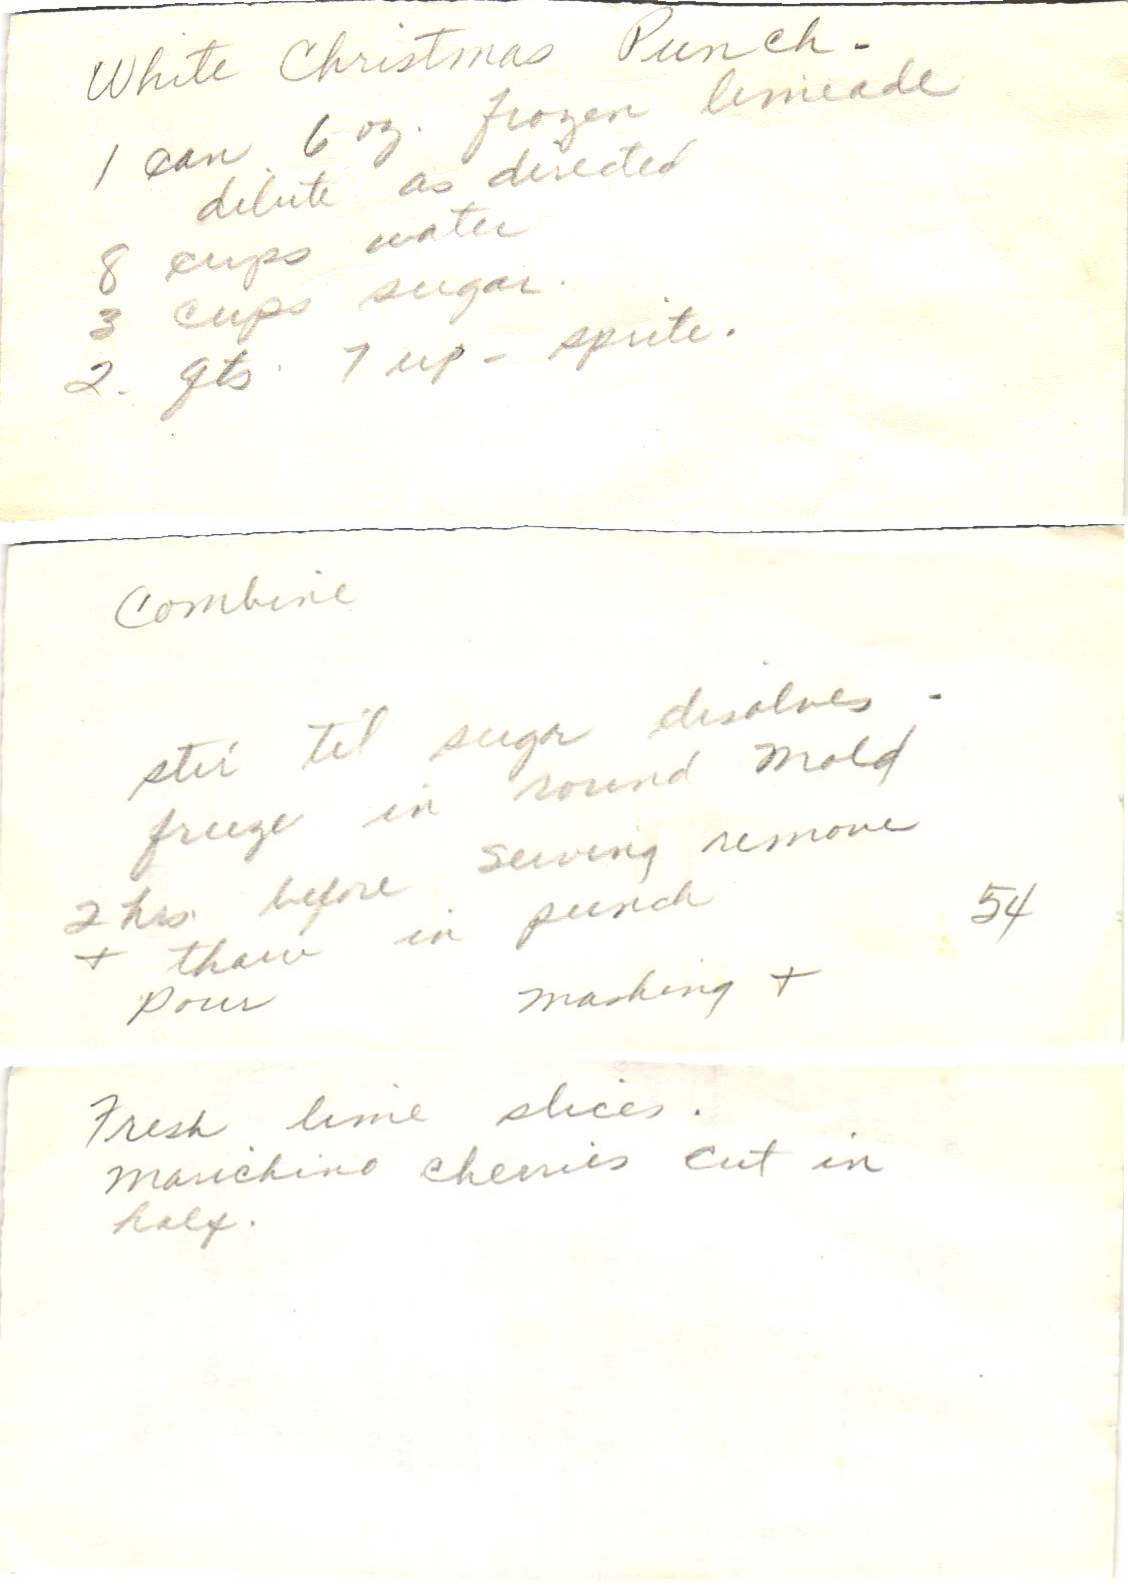 White Christmas Punch -
1 can 6 oz. frozen limeade
dilute as directed
8 cups water
3 cups sugar.
2. qts. 7 up - sprite.
Combine
stir til sugar disolves -
freeze in round mold
2 hrs. before serving remove
+ thaw in punch
pour mashing +
54
Fresh lime slices.
Marichino cherries cut in
half.